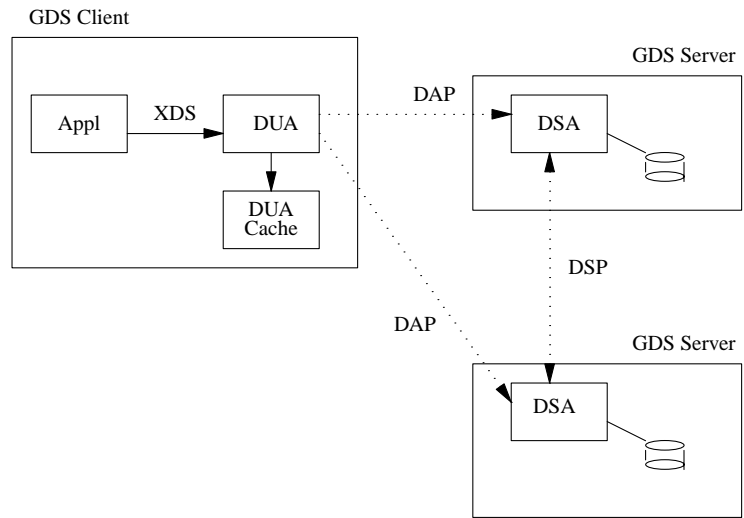 GDS Client
GDS Server
XDS
DAP
Appl
DUA
DSA
DUA
Cache
DSP
DAP
GDS Server
DSA